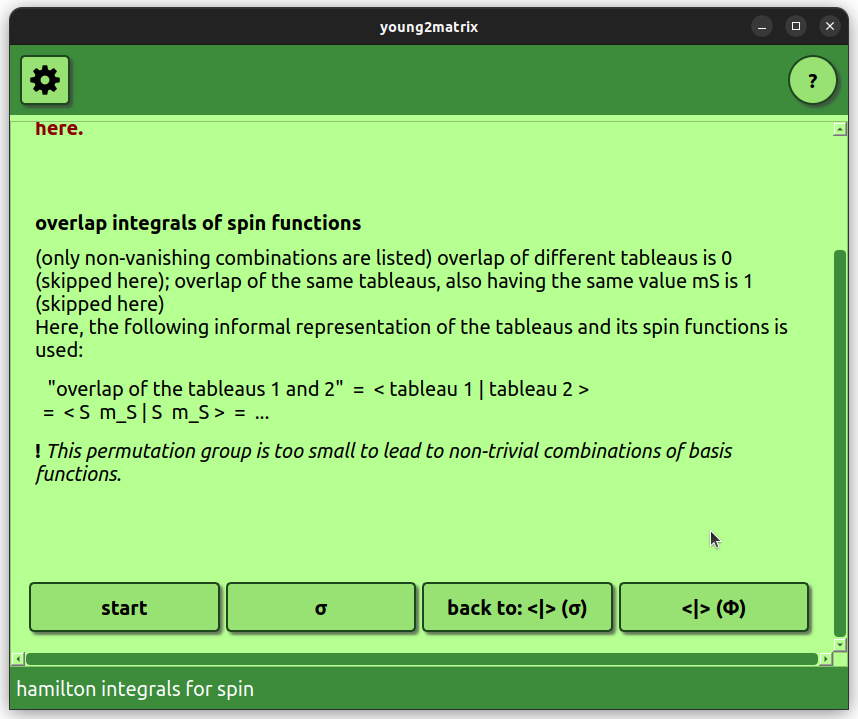 young2matrix
?
here.
overlap integrals of spin functions
(only non-vanishing combinations are listed) overlap of different tableaus is 0
(skipped here); overlap of the same tableaus, also having the same value mS is 1
(skipped here)
Here, the following informal representation of the tableaus and its spin functions is
used:
"overlap of the tableaus 1 and 2" = < tableau 1 | tableau 2 >
= < S m_S | S m_S > = ...
! This permutation group is too small to lead to non-trivial combinations of basis
functions.
start
σ
back to: <|> (σ)
<|> (Φ)
hamilton integrals for spin